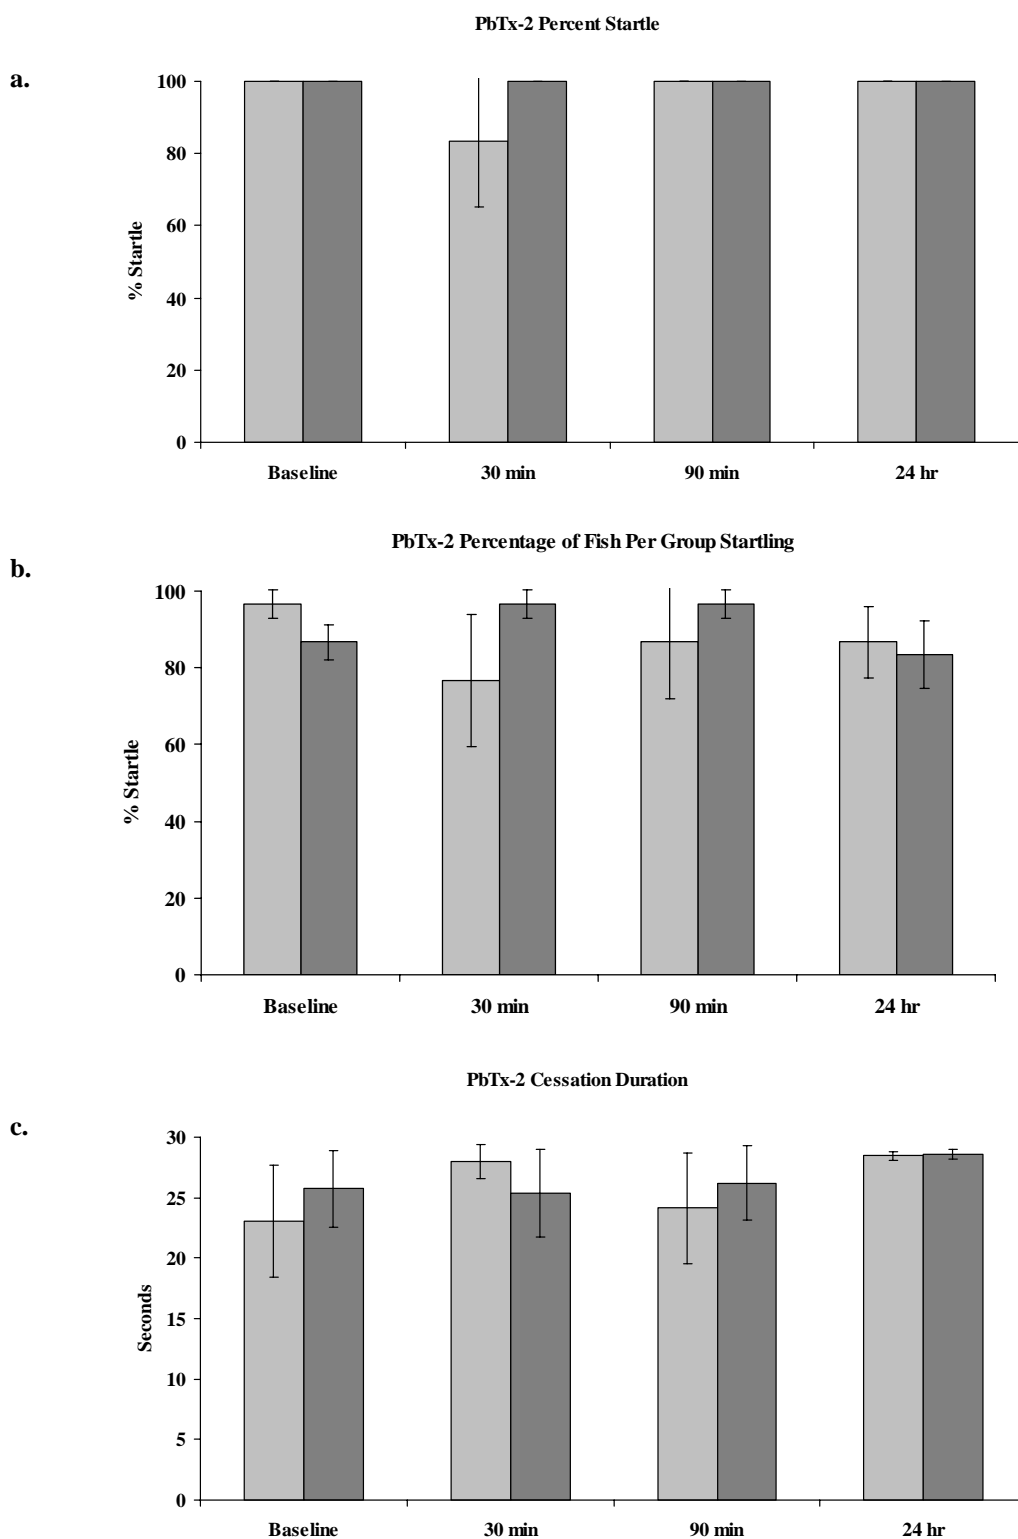 PbTx-2 Percent Startle
a.
100
80
60
40
20
0
% Startle
Baseline 30 min 90 min 24 hr
PbTx-2 Percentage of Fish Per Group Startling
b.
100
80
60
40
20
0
% Startle
Baseline 30 min 90 min 24 hr
PbTx-2 Cessation Duration
c.
30
25
20
15
10
5
0
Seconds
Baseline 30 min 90 min 24 hr